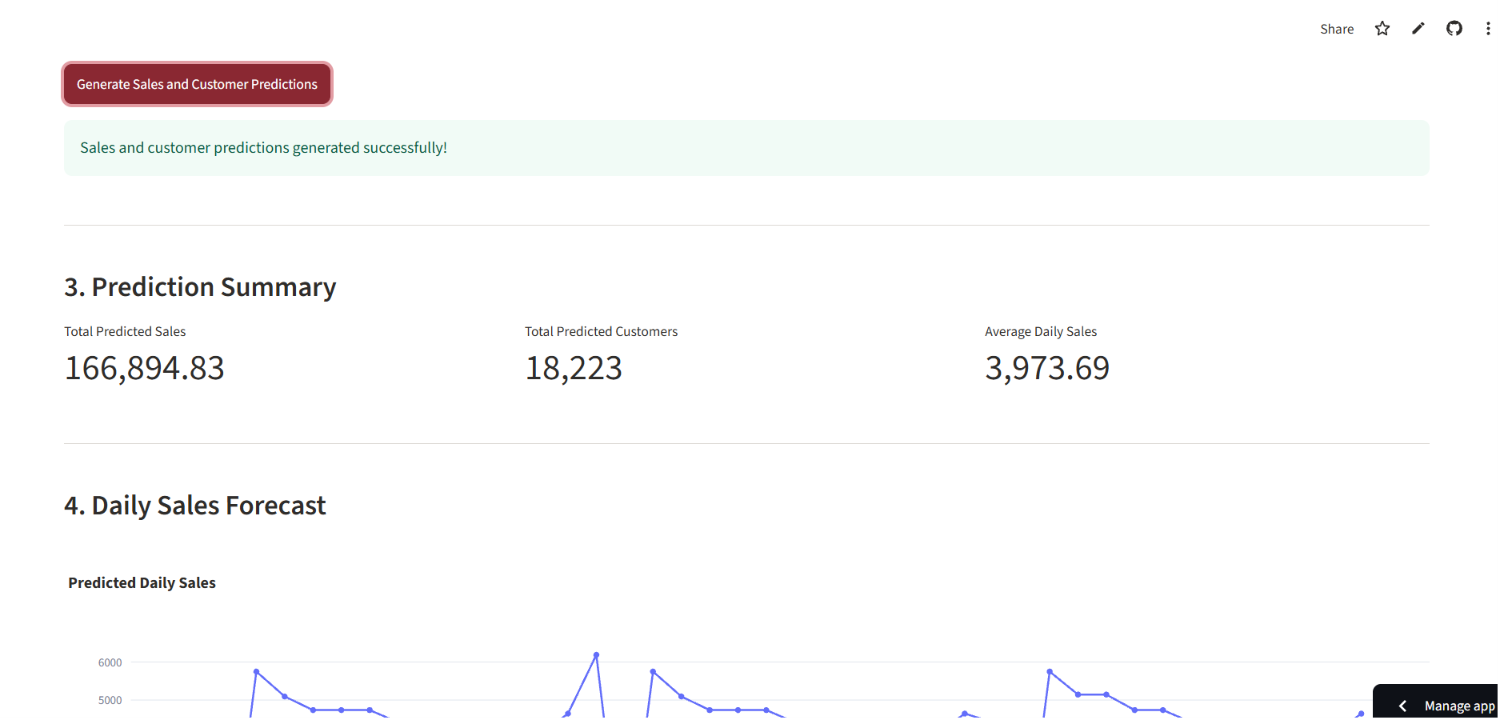 Share
Generate Sales and Customer Predictions
Sales and customer predictions generated successfully!
3. Prediction Summary
Total Predicted Sales
166,894.83
Total Predicted Customers
18,223
Average Daily Sales
3,973.69
4. Daily Sales Forecast
Predicted Daily Sales
6000
5000
Manage app